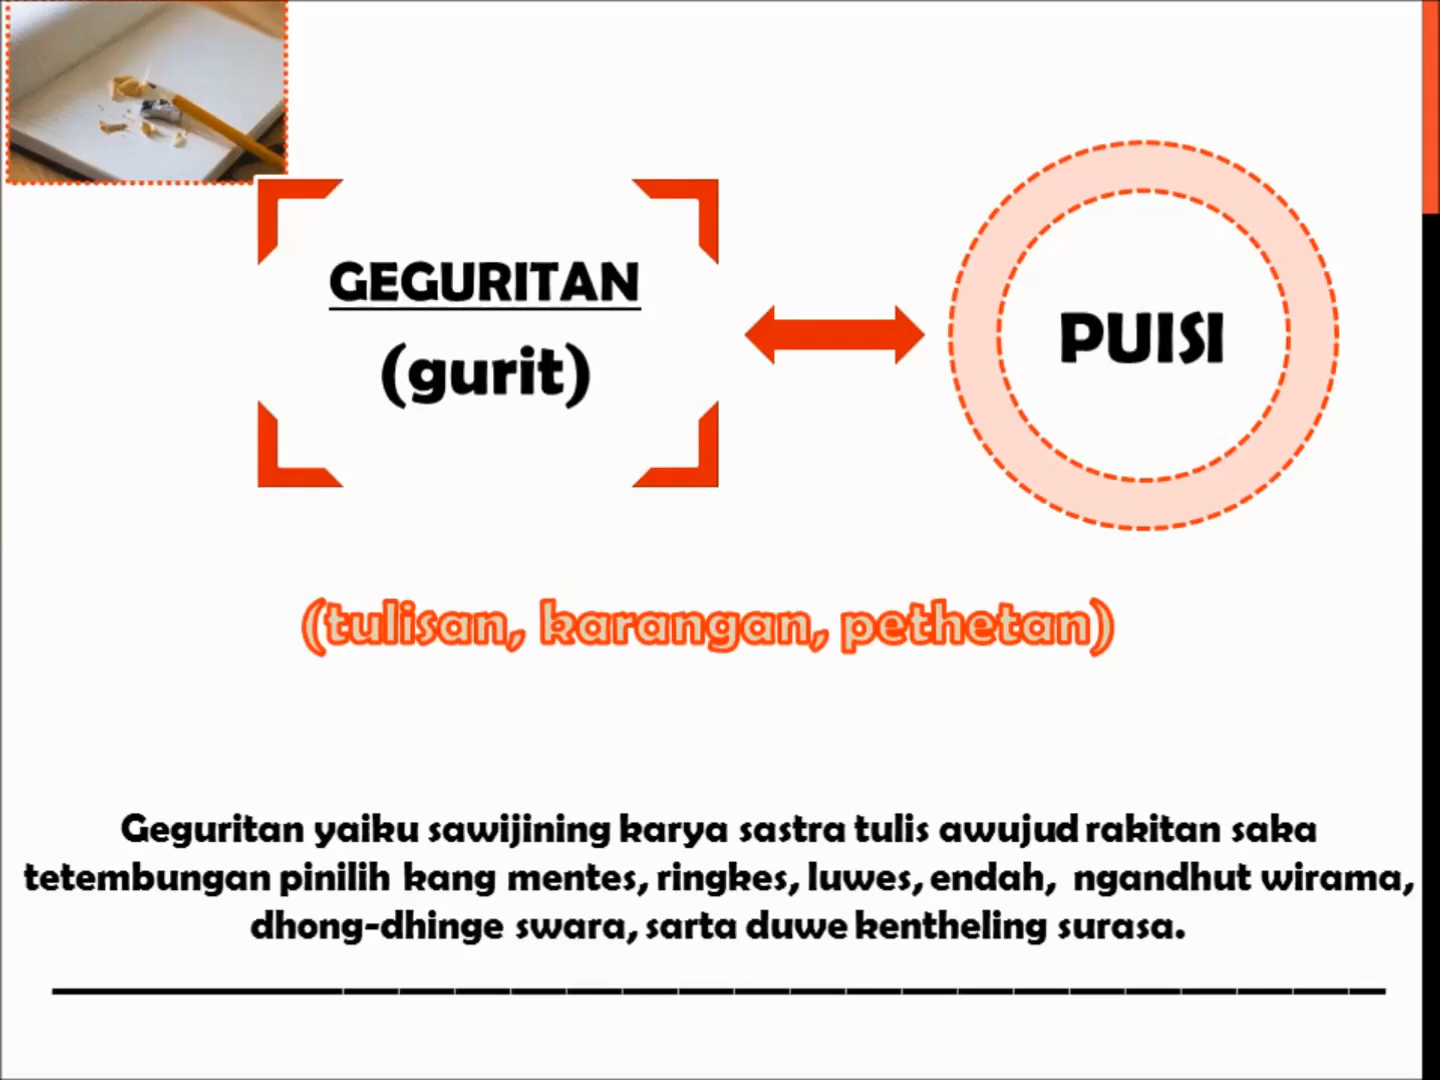 GEGURITAN
(gurit)
PUISI
(tulisan, karangan, pethetan)
Geguritan yaiku sawijining karya sastra tulis awujud rakitan saka
tetembungan pinilih kang mentes, ringkes, luwes, endah, ngandhut wirama,
dhong-dhinge swara, sarta duwe kentheling surasa.